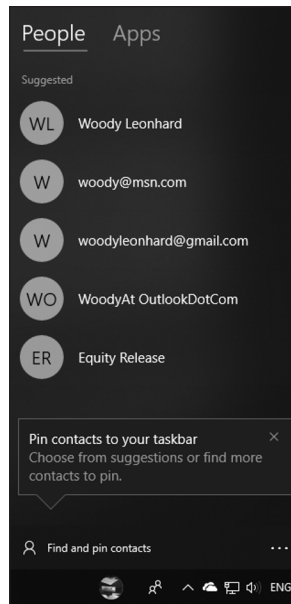 People Apps
Suggested
WL Woody Leonhard
W woody@msn.com
W woodyleonhard@gmail.com
WO WoodyAt OutlookDotCom
ER Equity Release
Pin contacts to your taskbar
Choose from suggestions or find more
contacts to pin.
Find and pin contacts
ENG